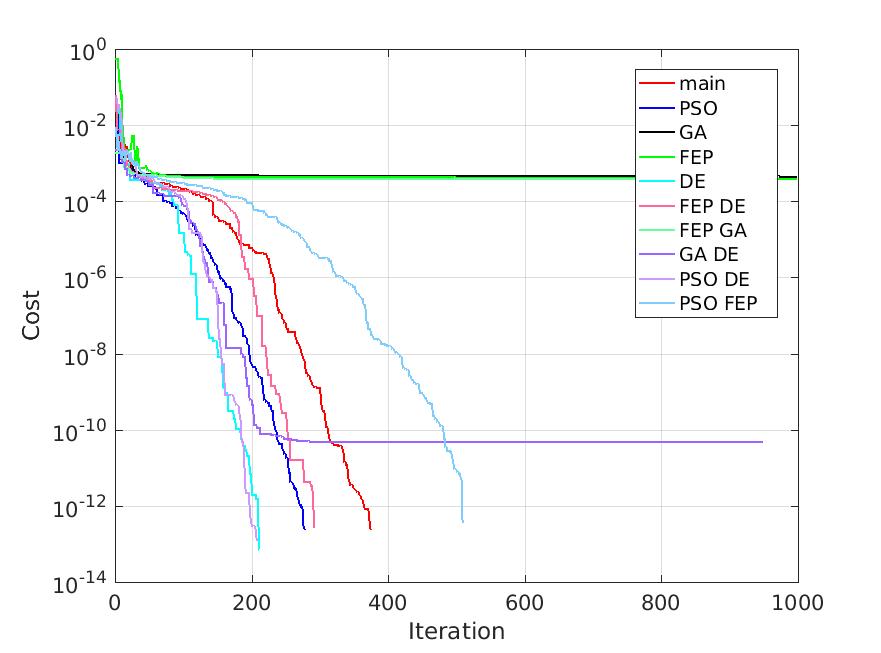 10^0
10^-2
10^-4
10^-6
10^-8
10^-10
10^-12
10^-14
Cost
0 200 400 600 800 1000
Iteration
main
PSO
GA
FEP
DE
FEP DE
FEP GA
GA DE
PSO DE
PSO FEP